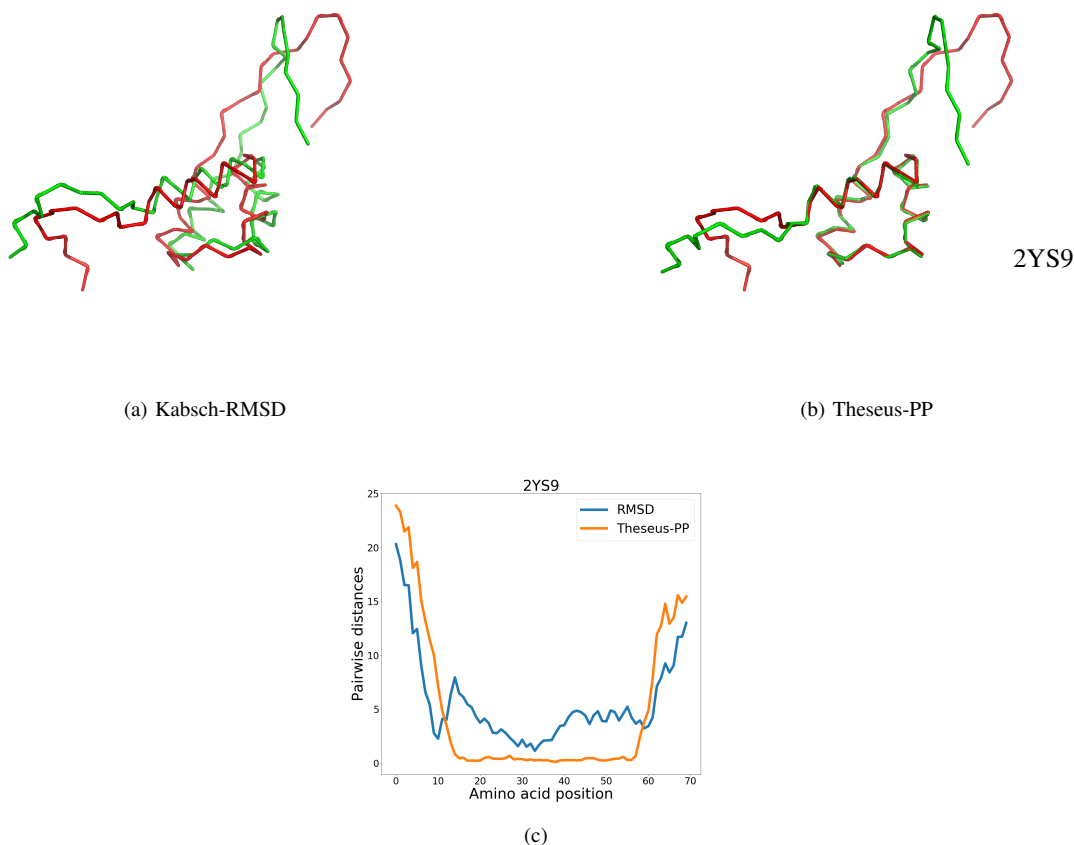 2YS9
(a) Kabsch-RMSD
(b) Theseus-PP
2YS9
RMSD
Theseus-PP
25
20
15
10
5
0
Pairwise distances
0 10 20 30 40 50 60 70
Amino acid position
(c)